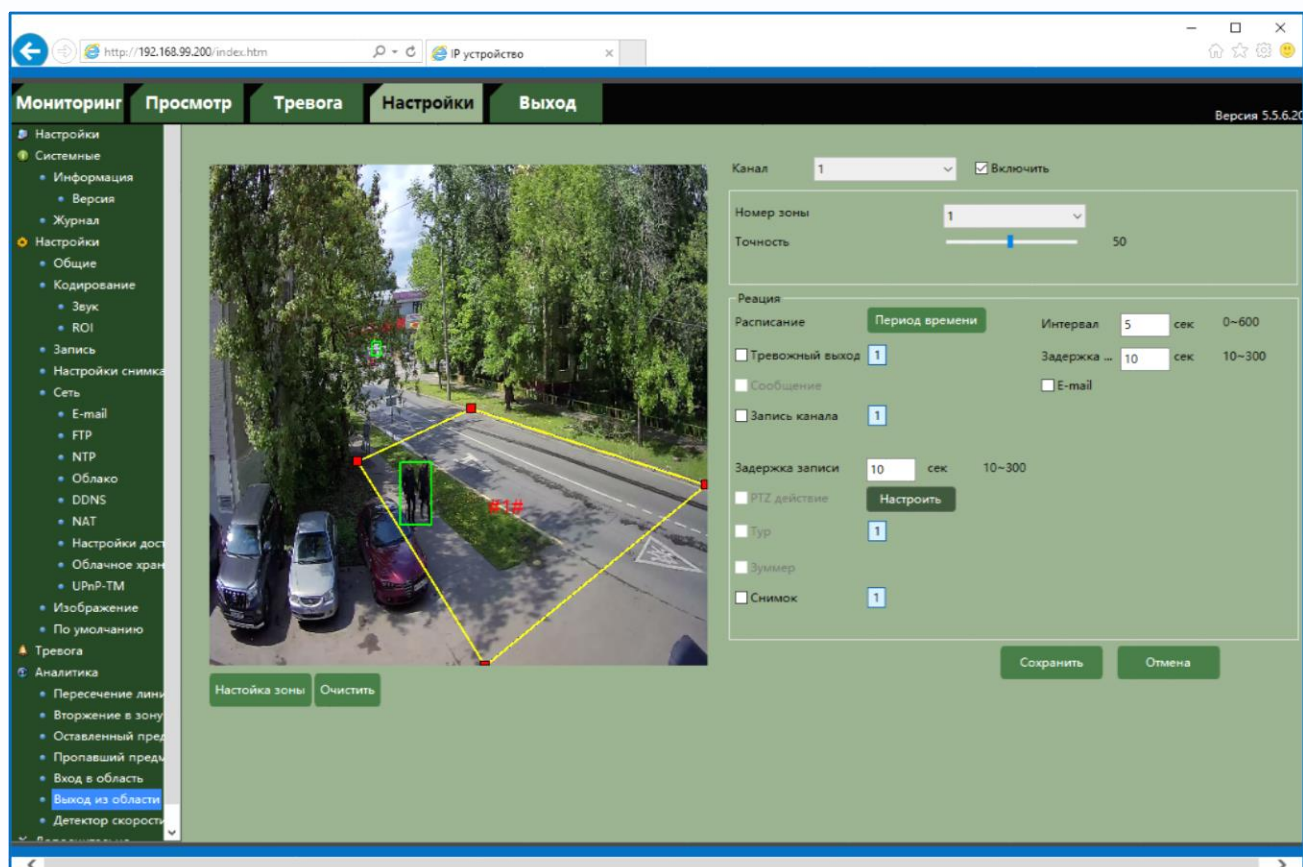 http://192.168.99.200/index.htm
IP устройство
Мониторинг Просмотр Тревога Настройки Выход
Версия 5.5.6.20
Настройки
Системные
Информация
Версия
Журнал
Настройки
Общие
Кодирование
Звук
ROI
Запись
Настройки снимка
Сеть
E-mail
FTP
NTP
Облако
DDNS
NAT
Настройки дост
Облачное хран
UPnP-TM
Изображение
По умолчанию
Тревога
Аналитика
Пересечение лини
Вторжение в зону
Оставленный пред
Пропавший предм
Вход в область
Выход из области
Детектор скорости
#1#
Настойка зоны Очистить
Канал 1 Включить
Номер зоны 1
Точность 50
Реация
Расписание Период времени Интервал 5 сек 0~600
Тревожный выход 1 Задержка ... 10 сек 10~300
Сообщение E-mail
Запись канала 1
Задержка записи 10 сек 10~300
PTZ действие Настроить
Тур 1
Зуммер
Снимок 1
Сохранить Отмена